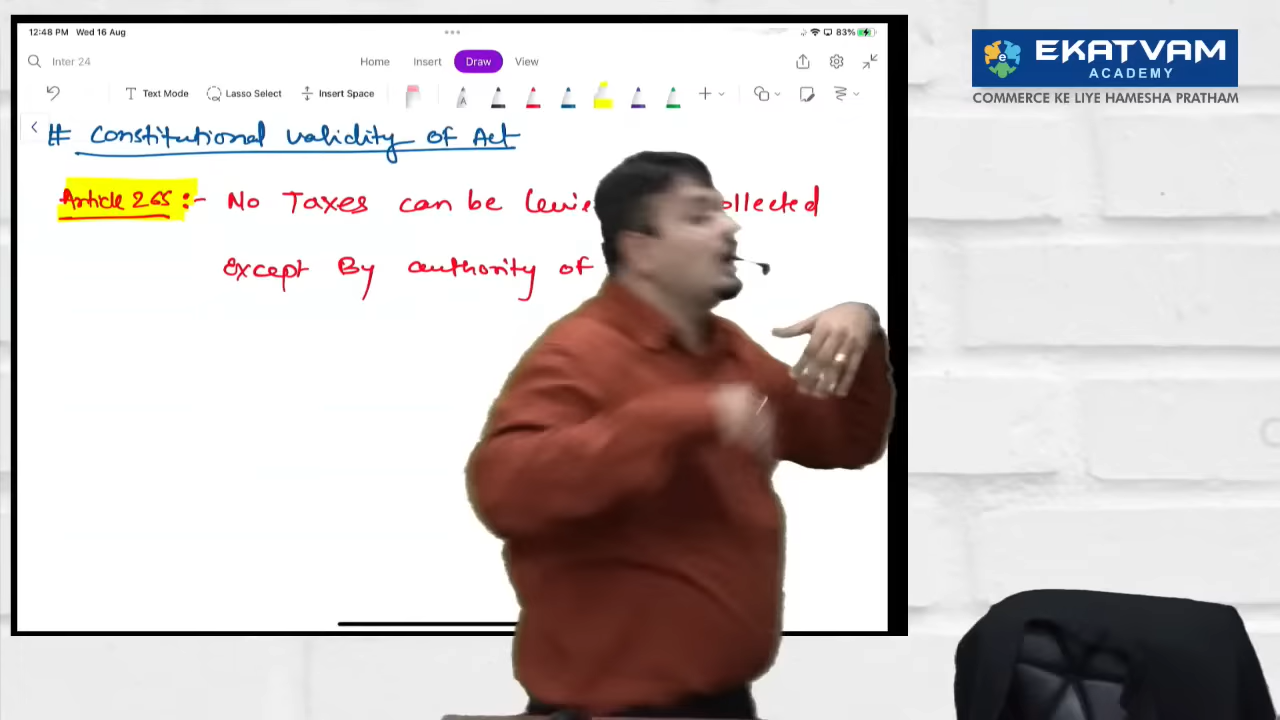 12:48 PM Wed 16 Aug
83%
Inter 24
Home Insert Draw View
Text Mode Lasso Select Insert Space
# Constitutional validity of Act
Article 265 :- No Taxes can be
Except By authority of
EKATVAM
ACADEMY
COMMERCE KE LIYE HAMESHA PRATHAM